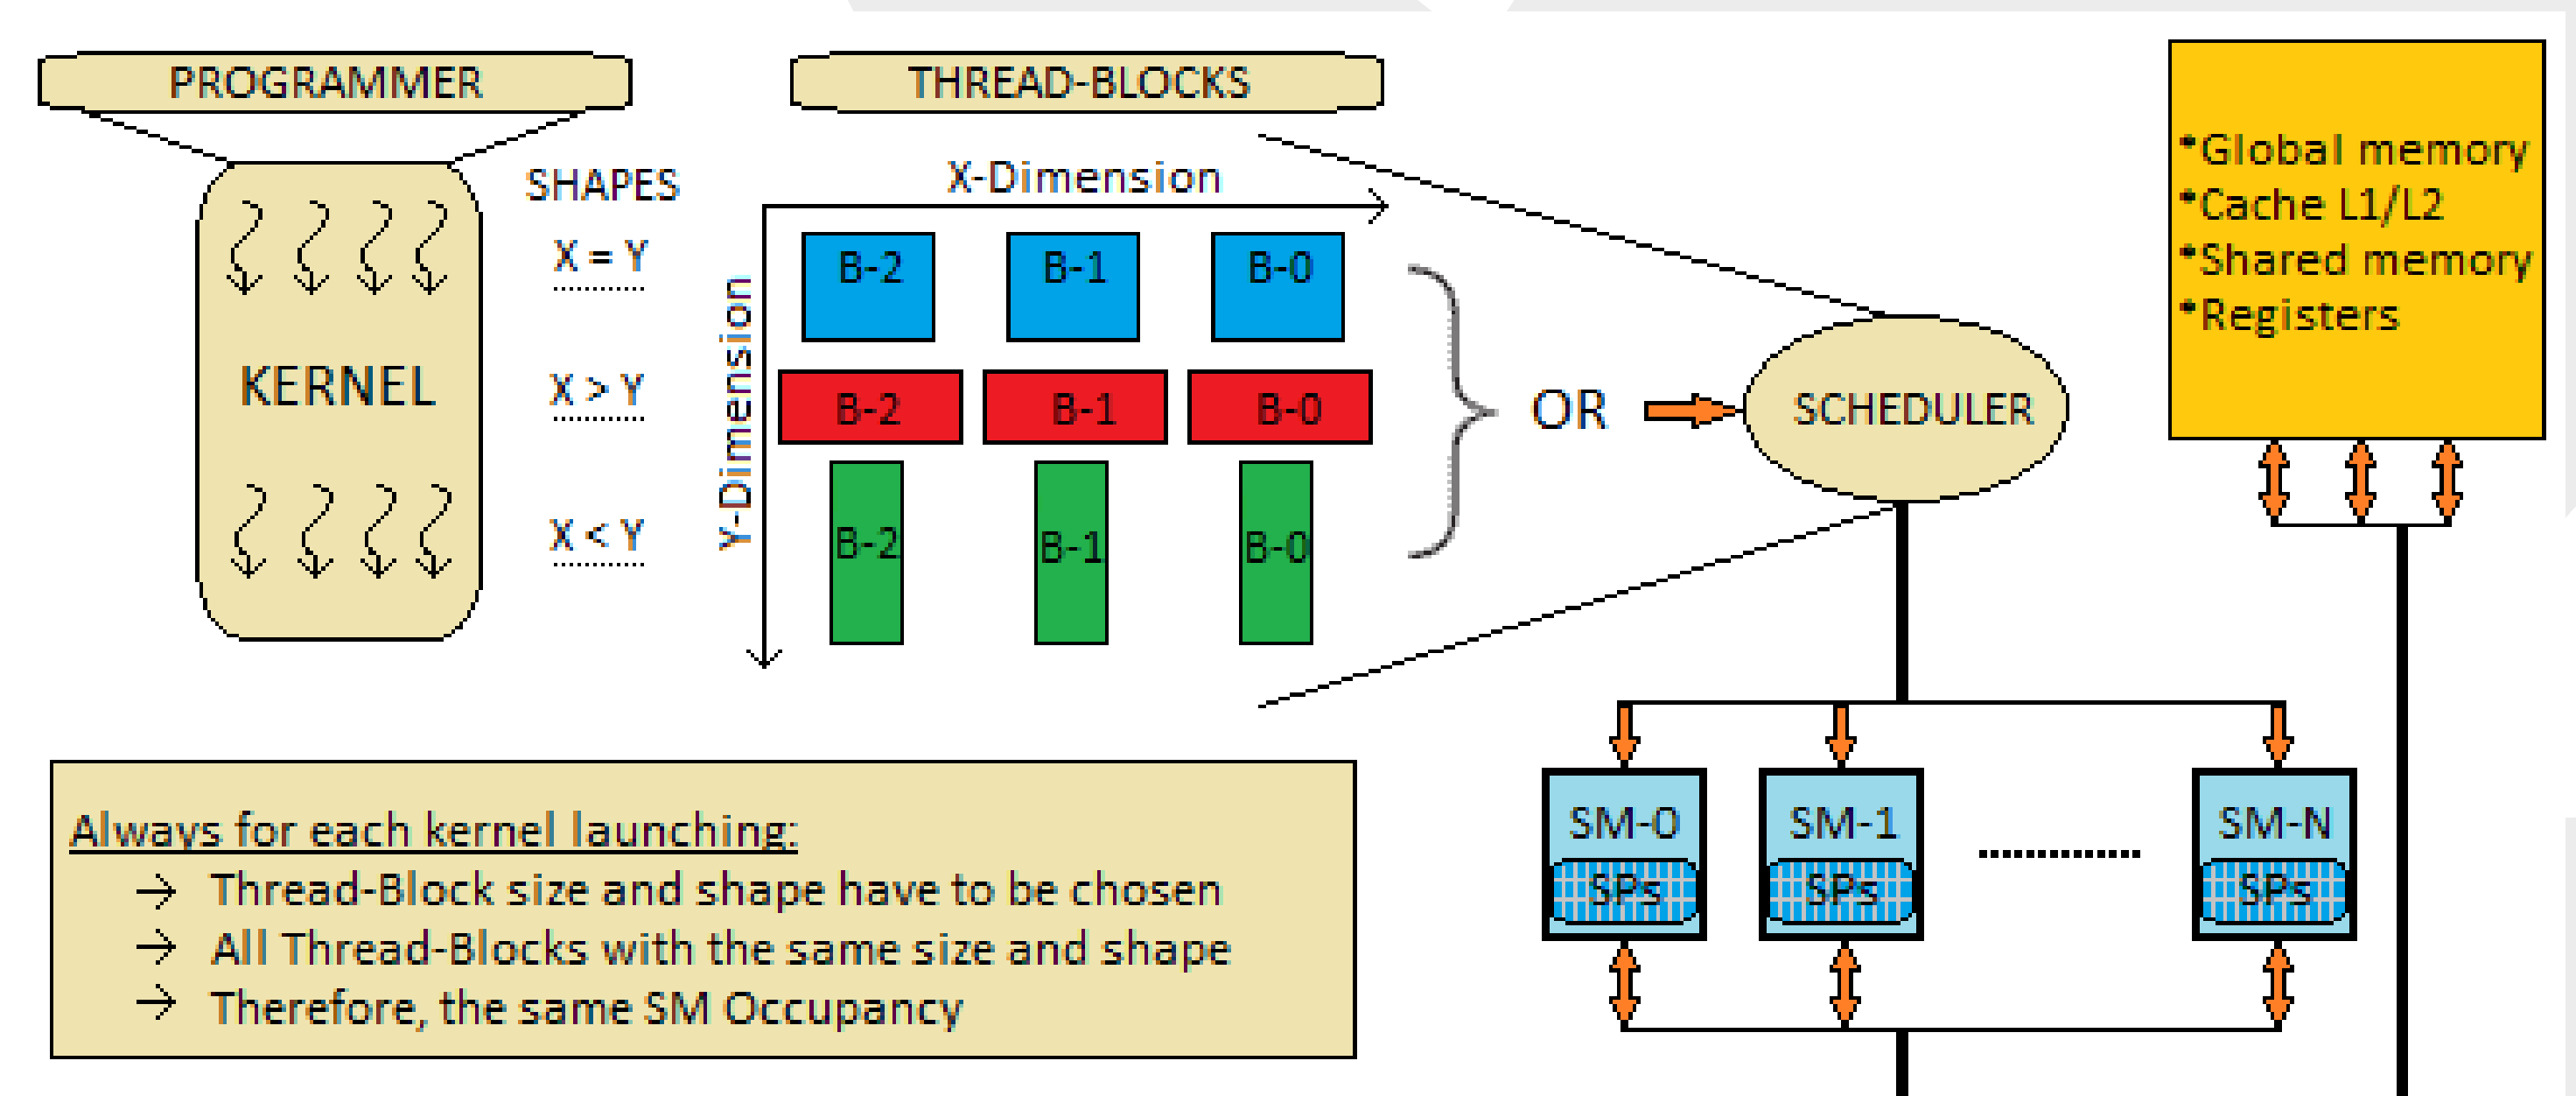 PROGRAMMER
THREAD-BLOCKS
SHAPES
X-Dimension
Y-Dimension
KERNEL
X = Y
B-2 B-1 B-0
X > Y
B-2 B-1 B-0
X < Y
B-2 B-1 B-0
OR
SCHEDULER
*Global memory
*Cache L1/L2
*Shared memory
*Registers
SM-0 SM-1 SM-N
SPs SPs SPs
Always for each kernel launching:
→ Thread-Block size and shape have to be chosen
→ All Thread-Blocks with the same size and shape
→ Therefore, the same SM Occupancy